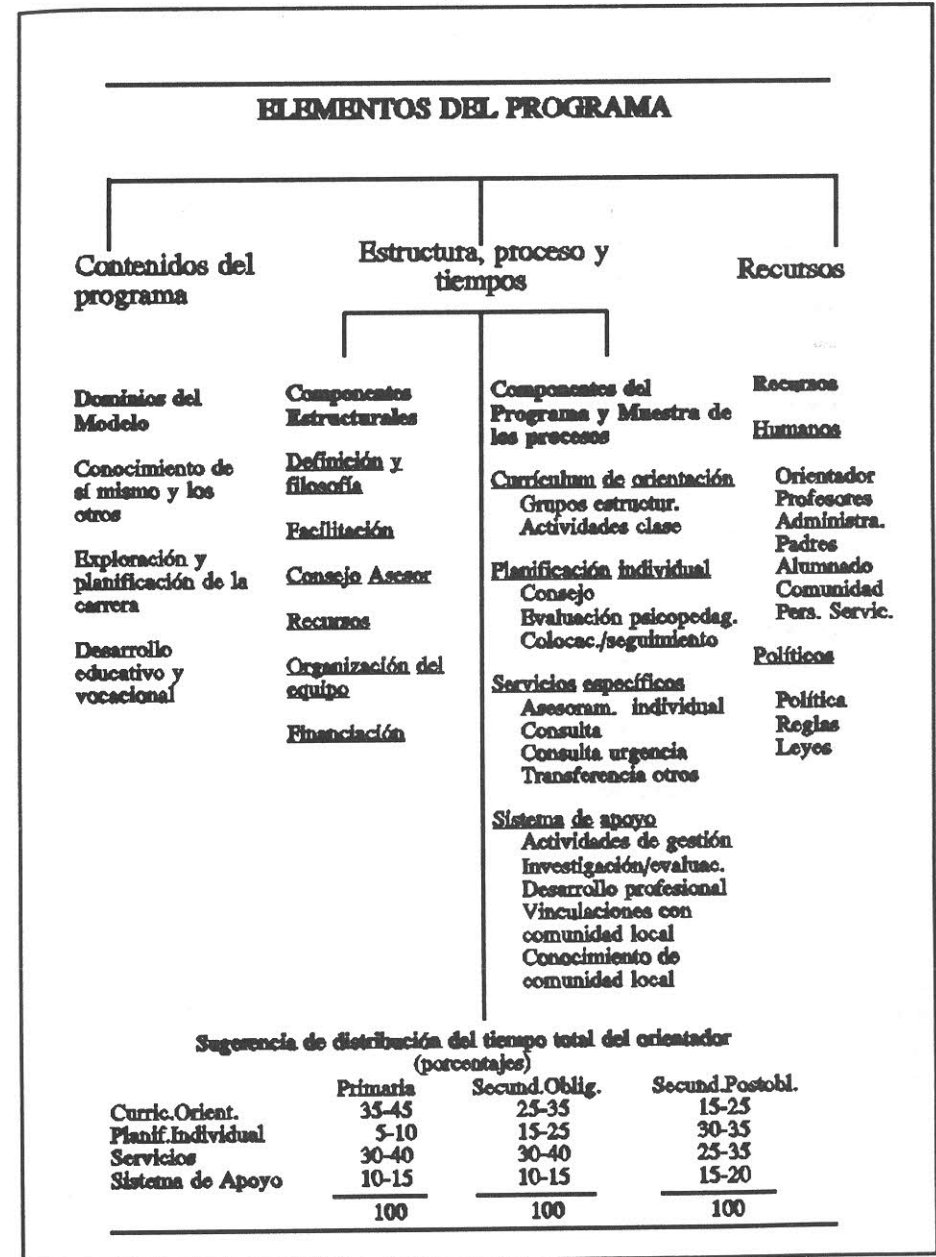 ELEMENTOS DEL PROGRAMA
Contenidos del
programa
Estructura, proceso y
tiempos
Recursos
Dominios del
Modelo
Conocimiento de
sí mismo y los
otros
Exploración y
planificación de la
carrera
Desarrollo
educativo y
vocacional
Componentes
Estructurales
Definición y
filosofía
Facilitación
Consejo Asesor
Recursos
Organización del
equipo
Financiación
Componentes del
Programa y Muestra de
los procesos
Currículum de orientación
Grupos estructur.
Actividades clase
Planificación individual
Consejo
Evaluación psicopedag.
Colocac./seguimiento
Servicios específicos
Asesoram. individual
Consulta
Consulta urgencia
Transferencia otros
Sistema de apoyo
Actividades de gestión
Investigación/evaluac.
Desarrollo profesional
Vinculaciones con
comunidad local
Conocimiento de
comunidad local
Recursos
Humanos
Orientador
Profesores
Administra.
Padres
Alumnado
Comunidad
Pers. Servic.
Políticos
Política
Reglas
Leyes
Sugerencia de distribución del tiempo total del orientador
(porcentajes)
Primaria Secund.Oblig. Secund.Postobl.
Curric.Orient. 35-45 25-35 15-25
Planif.Individual 5-10 15-25 30-35
Servicios 30-40 30-40 25-35
Sistema de Apoyo 10-15 10-15 15-20
100 100 100